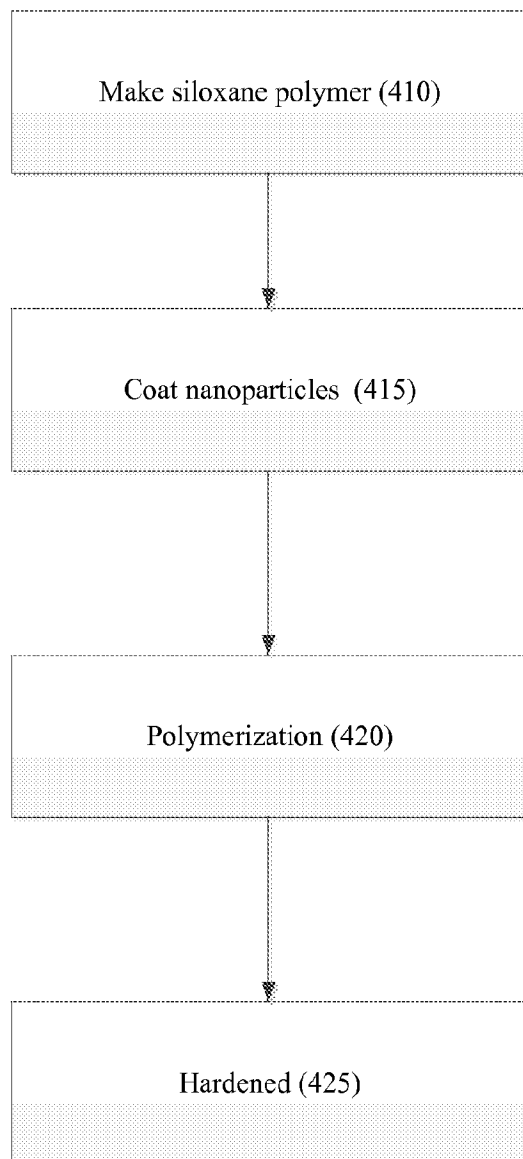 Make siloxane polymer (410)
Coat nanoparticles (415)
Polymerization (420)
Hardened (425)